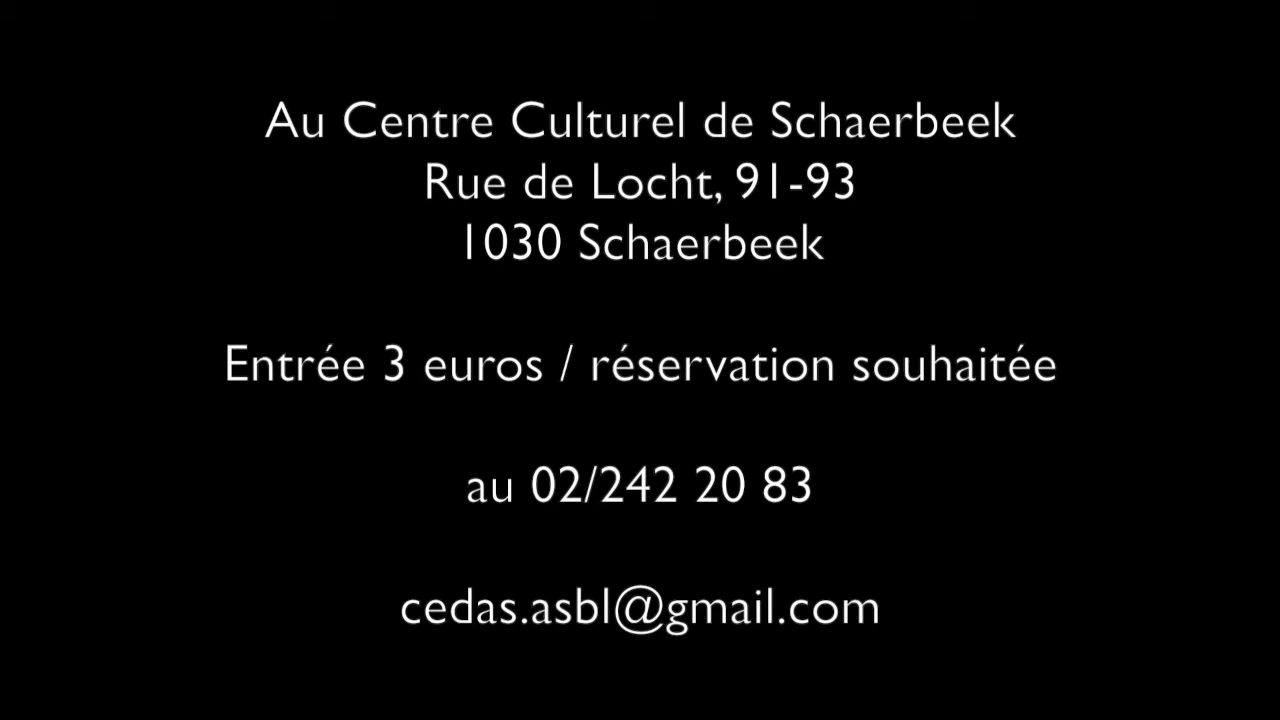 Au Centre Culturel de Schaerbeek
Rue de Locht, 91-93
1030 Schaerbeek
Entrée 3 euros / réservation souhaitée
au 02/242 20 83
cedas.asbl@gmail.com